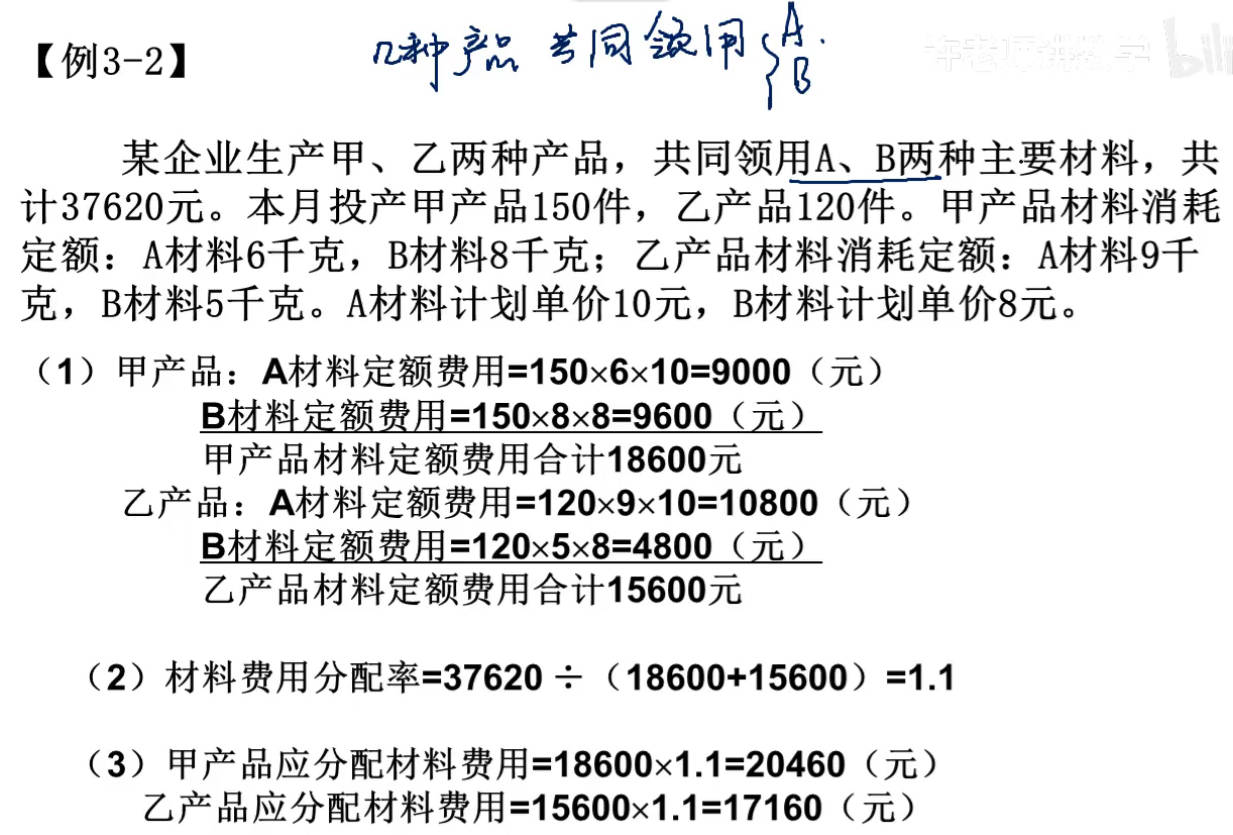 几种产品 共同领用{A.
B
【例3-2】
许老师讲数学 bili
某企业生产甲、乙两种产品，共同领用A、B两种主要材料，共
计37620元。本月投产甲产品150件，乙产品120件。甲产品材料消耗
定额：A材料6千克，B材料8千克；乙产品材料消耗定额：A材料9千
克，B材料5千克。A材料计划单价10元，B材料计划单价8元。
（1）甲产品：A材料定额费用=150×6×10=9000（元）
B材料定额费用=150×8×8=9600（元）
甲产品材料定额费用合计18600元
乙产品：A材料定额费用=120×9×10=10800（元）
B材料定额费用=120×5×8=4800（元）
乙产品材料定额费用合计15600元
（2）材料费用分配率=37620÷（18600+15600）=1.1
（3）甲产品应分配材料费用=18600×1.1=20460（元）
乙产品应分配材料费用=15600×1.1=17160（元）